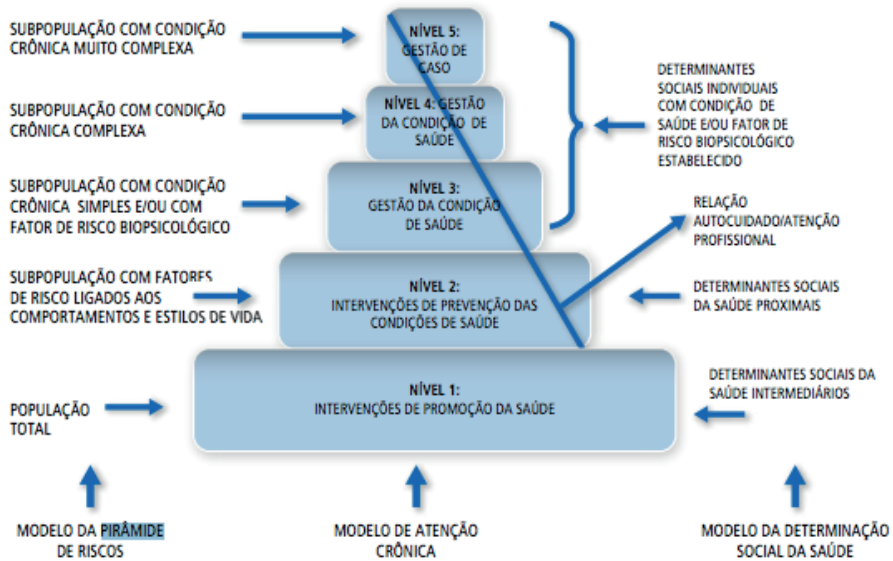 SUBPOPULAÇÃO COM CONDIÇÃO
CRÔNICA MUITO COMPLEXA
NÍVEL 5:
GESTÃO DE
CASO
SUBPOPULAÇÃO COM CONDIÇÃO
CRÔNICA COMPLEXA
NÍVEL 4: GESTÃO
DA CONDIÇÃO DE
SAÚDE
DETERMINANTES
SOCIAIS INDIVIDUAIS
COM CONDIÇÃO DE
SAÚDE E/OU FATOR DE
RISCO BIOPSICOLÓGICO
ESTABELECIDO
SUBPOPULAÇÃO COM CONDIÇÃO
CRÔNICA SIMPLES E/OU COM
FATOR DE RISCO BIOPSICOLÓGICO
NÍVEL 3:
GESTÃO DA CONDIÇÃO
DE SAÚDE
RELAÇÃO
AUTOCUIDADO/ATENÇÃO
PROFISSIONAL
SUBPOPULAÇÃO COM FATORES
DE RISCO LIGADOS AOS
COMPORTAMENTOS E ESTILOS DE VIDA
NÍVEL 2:
INTERVENÇÕES DE PREVENÇÃO DAS
CONDIÇÕES DE SAÚDE
DETERMINANTES SOCIAIS
DA SAÚDE PROXIMAIS
POPULAÇÃO
TOTAL
NÍVEL 1:
INTERVENÇÕES DE PROMOÇÃO DA SAÚDE
DETERMINANTES SOCIAIS DA
SAÚDE INTERMEDIÁRIOS
MODELO DA PIRÂMIDE
DE RISCOS
MODELO DE ATENÇÃO
CRÔNICA
MODELO DA DETERMINAÇÃO
SOCIAL DA SAÚDE